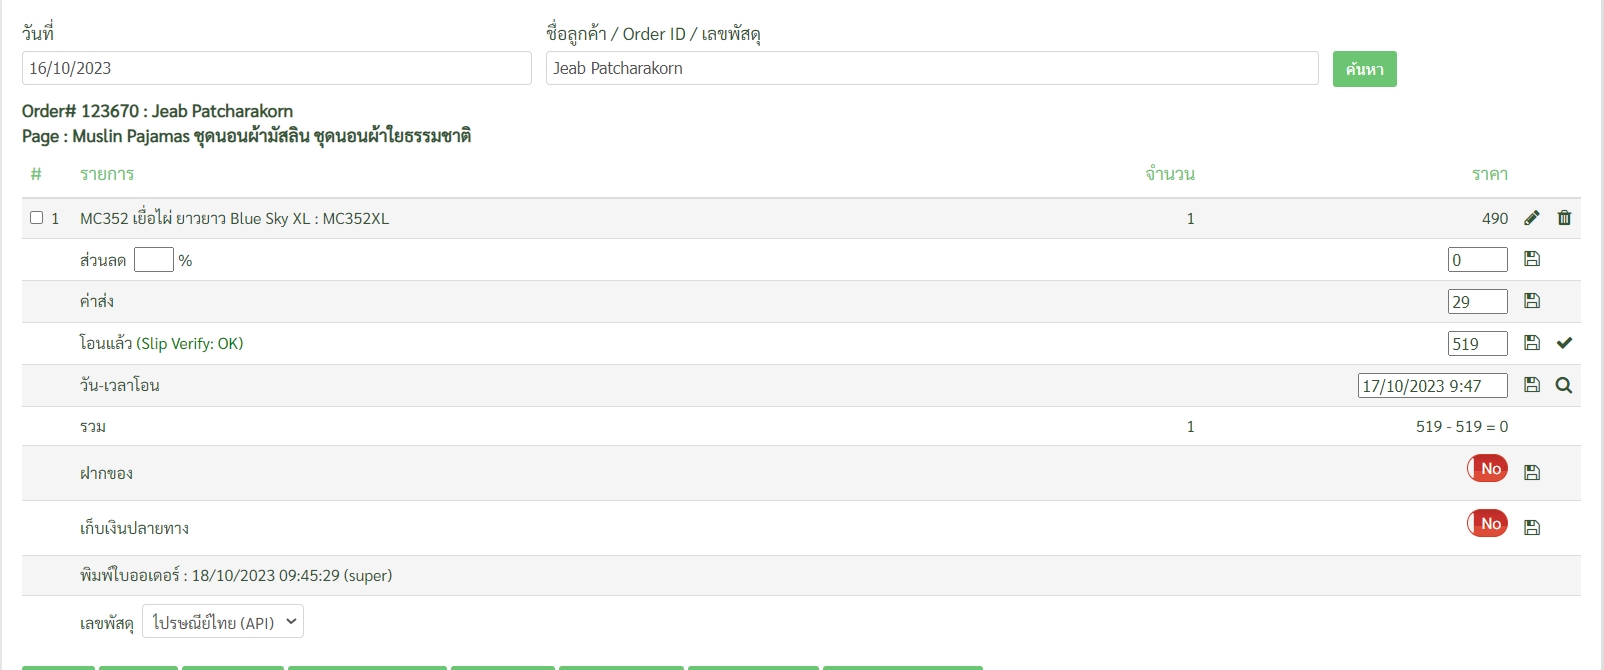 วันที่ ชื่อลูกค้า / Order ID / เลขพัสดุ
16/10/2023 Jeab Patcharakorn ค้นหา
Order# 123670 : Jeab Patcharakorn
Page : Muslin Pajamas ชุดนอนผ้ามัสลิน ชุดนอนผ้าใยธรรมชาติ
# รายการ จำนวน ราคา
1 MC352 เยื่อไผ่ ยาวยาว Blue Sky XL : MC352XL 1 490
ส่วนลด % 0
ค่าส่ง 29
โอนแล้ว (Slip Verify: OK) 519
วัน-เวลาโอน 17/10/2023 9:47
รวม 1 519 - 519 = 0
ฝากของ No
เก็บเงินปลายทาง No
พิมพ์ใบออเดอร์ : 18/10/2023 09:45:29 (super)
เลขพัสดุ ไปรษณีย์ไทย (API)